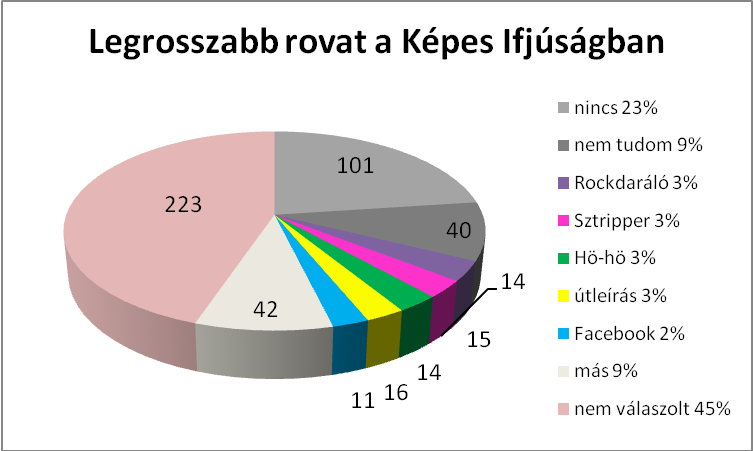 Legrosszabb rovat a Képes Ifjúságban
101
40
14
15
14
16
11
42
223
nincs 23%
nem tudom 9%
Rockdaráló 3%
Sztripper 3%
Hö-hö 3%
útleírás 3%
Facebook 2%
más 9%
nem válaszolt 45%